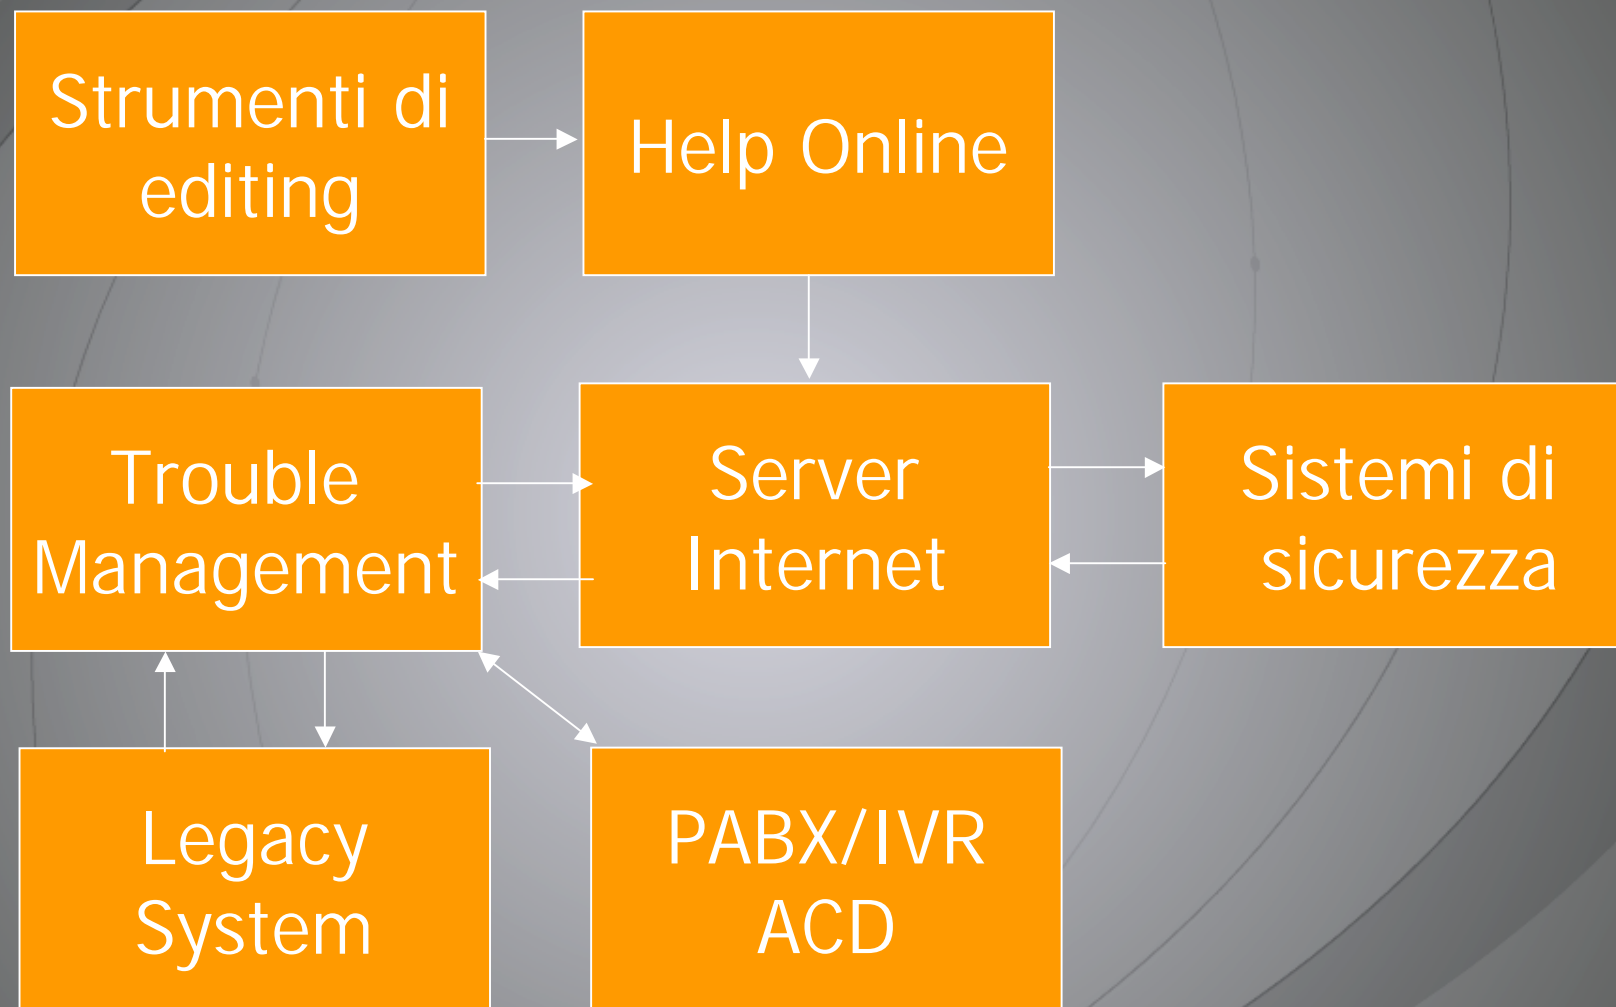 Strumenti di
editing
Help Online
Trouble
Management
Server
Internet
Sistemi di
sicurezza
Legacy
System
PABX/IVR
ACD